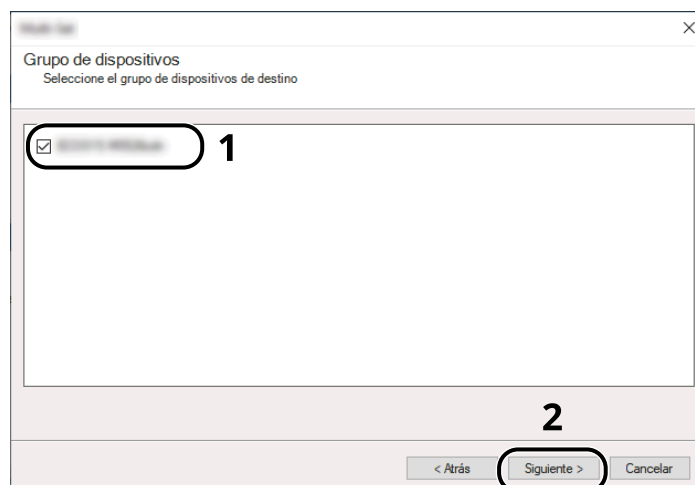 Grupo de dispositivos
Seleccione el grupo de dispositivos de destino
1
2
< Atrás
Siguiente >
Cancelar